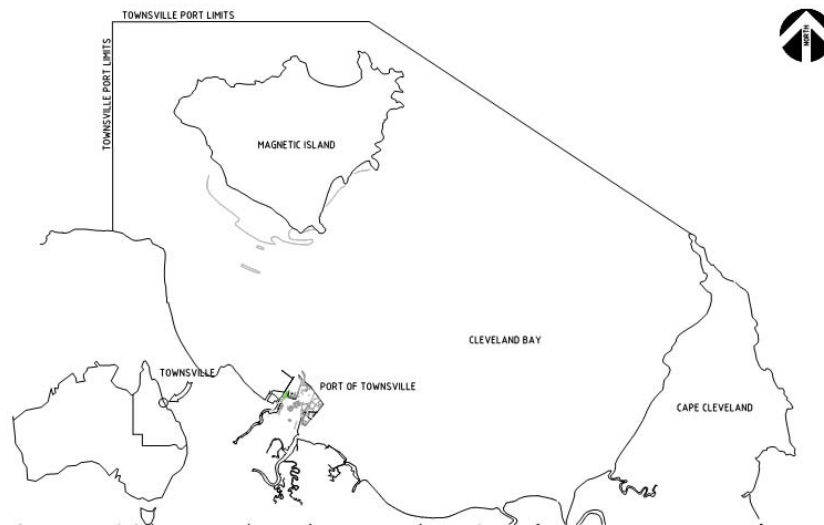 TOWNSVILLE PORT LIMITS
NORTH
TOWNSVILLE PORT LIMITS
MAGNETIC ISLAND
CLEVELAND BAY
TOWNSVILLE
PORT OF TOWNSVILLE
CAPE CLEVELAND